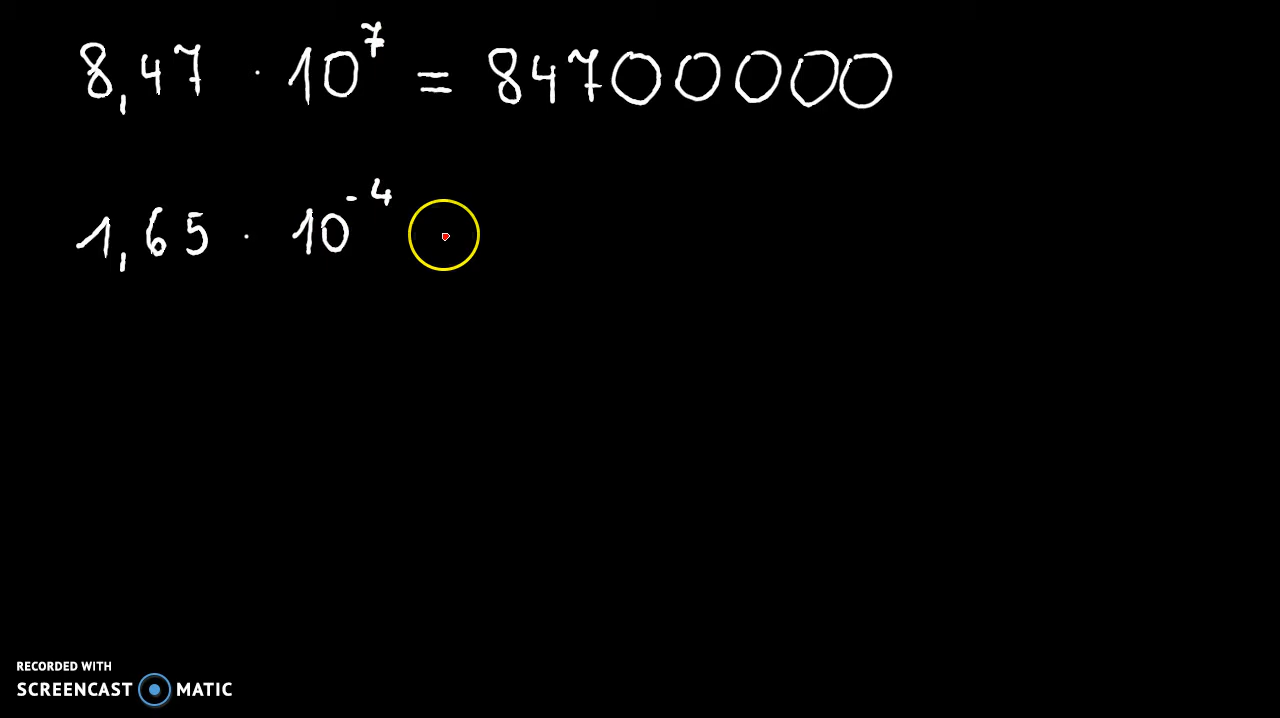 8,47 · 10⁷ = 84700000
1,65 · 10⁻⁴
RECORDED WITH
SCREENCAST MATIC